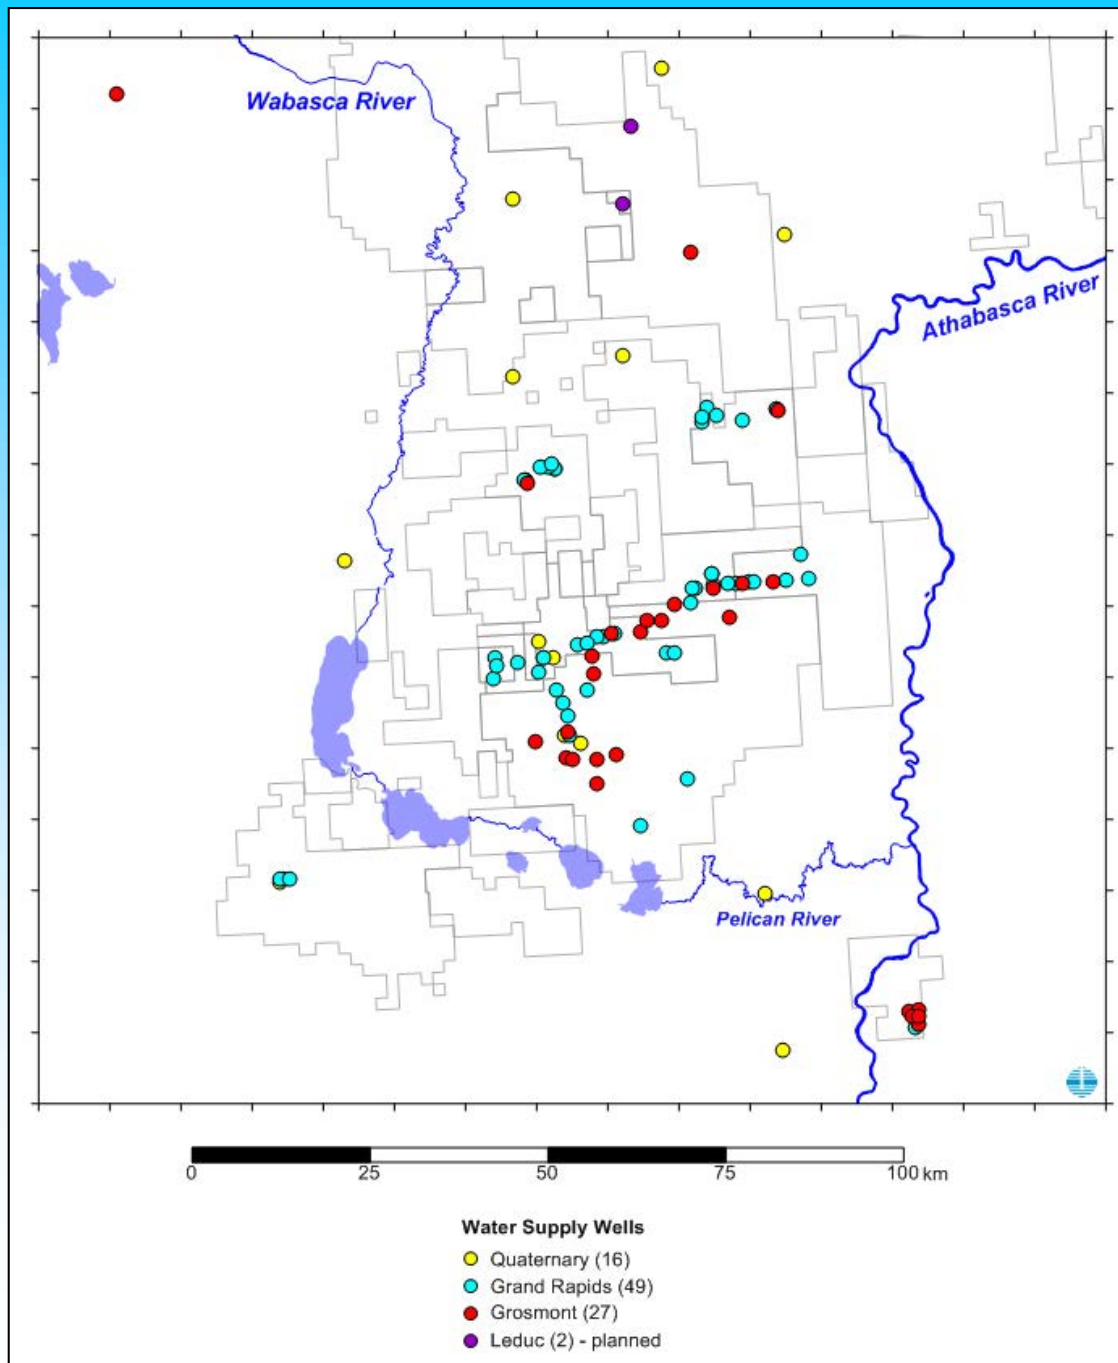 Wabasca River
Athabasca River
Pelican River
0 25 50 75 100 km
Water Supply Wells
Quaternary (16)
Grand Rapids (49)
Grosmont (27)
Leduc (2) - planned